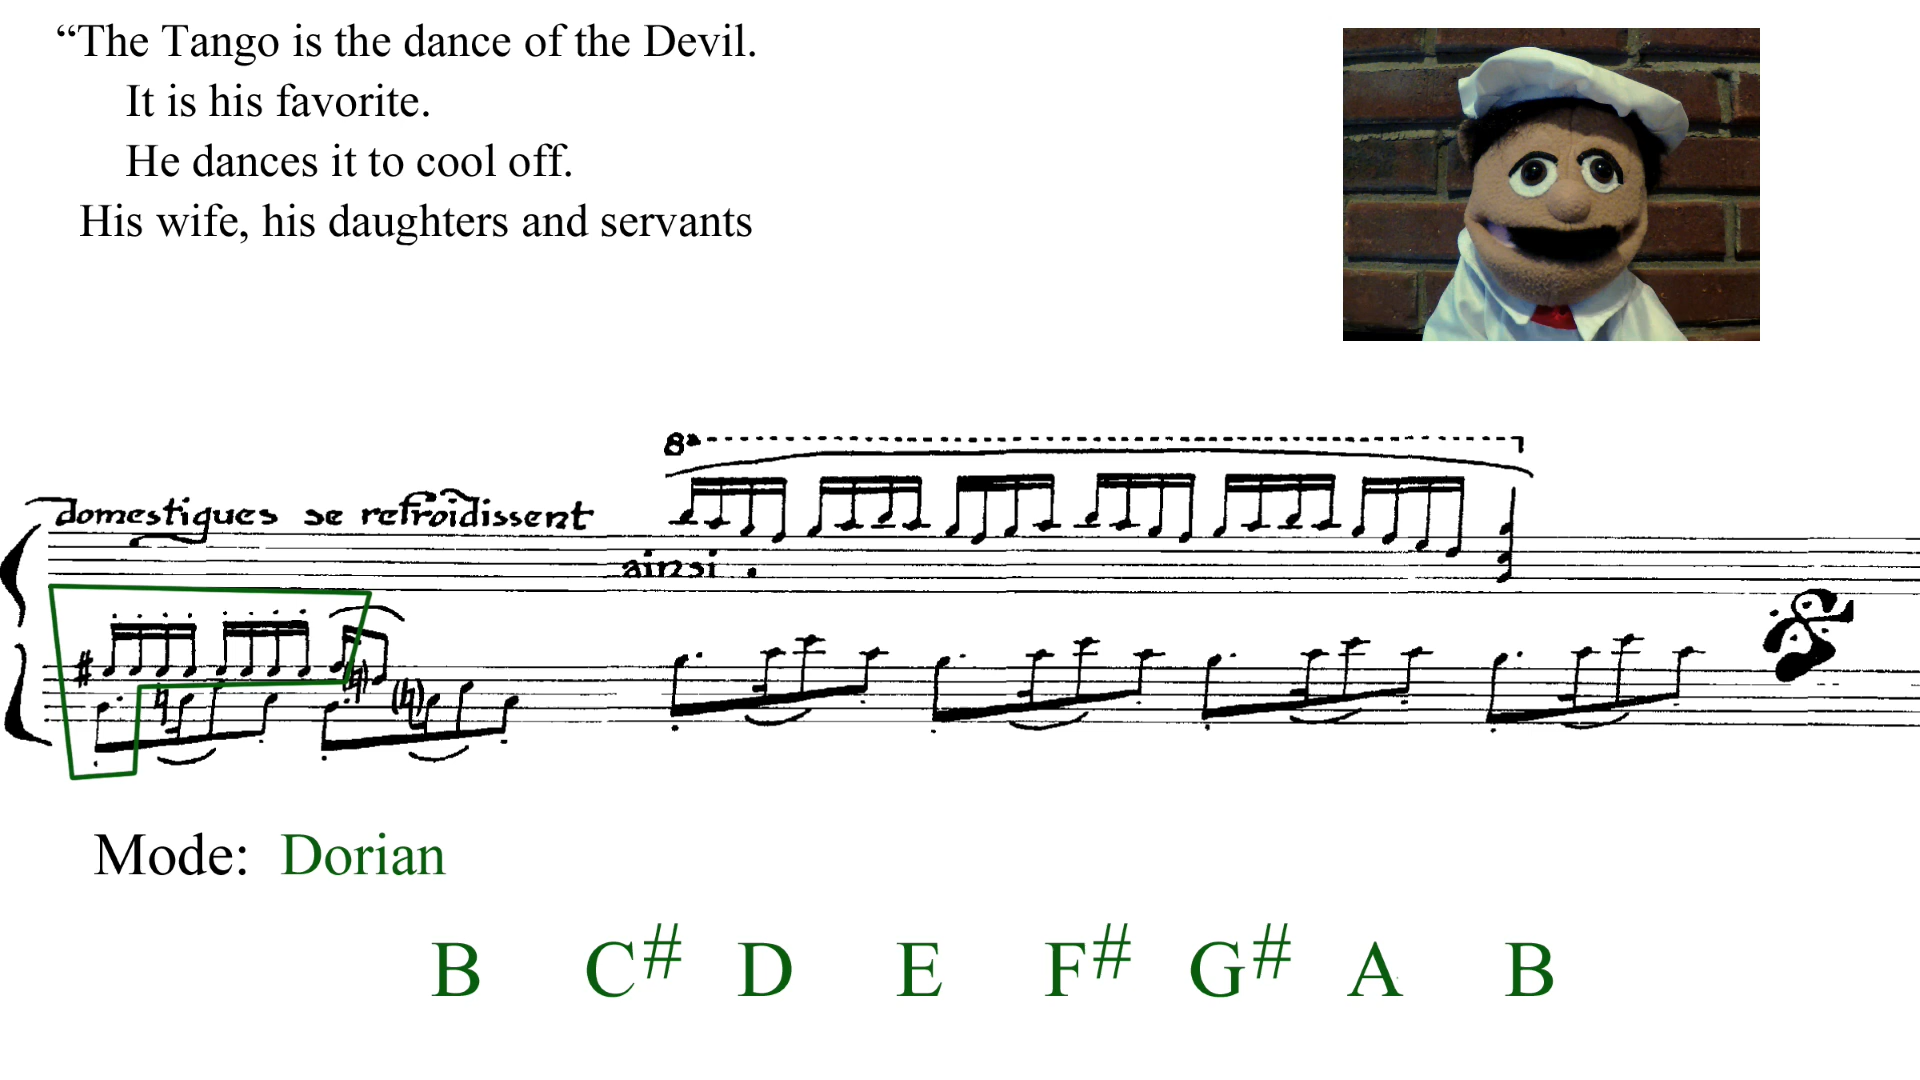 “The Tango is the dance of the Devil.
It is his favorite.
He dances it to cool off.
His wife, his daughters and servants
8ª
domestiques se refroidissent
ainsi.
Mode: Dorian
B C# D E F# G# A B